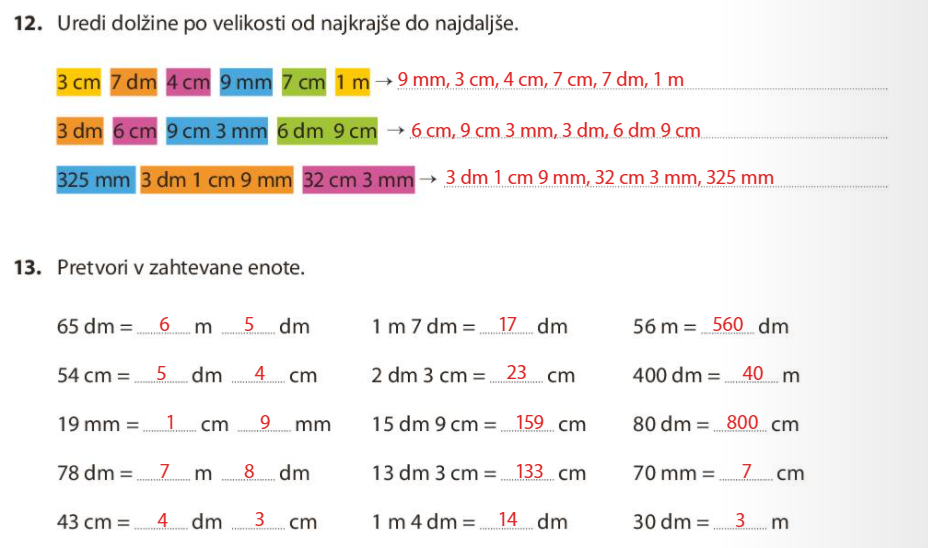 12. Uredi dolžine po velikosti od najkrajše do najdaljše.
3 cm 7 dm 4 cm 9 mm 7 cm 1 m → 9 mm, 3 cm, 4 cm, 7 cm, 7 dm, 1 m
3 dm 6 cm 9 cm 3 mm 6 dm 9 cm → 6 cm, 9 cm 3 mm, 3 dm, 6 dm 9 cm
325 mm 3 dm 1 cm 9 mm 32 cm 3 mm → 3 dm 1 cm 9 mm, 32 cm 3 mm, 325 mm
13. Pretvori v zahtevane enote.
65 dm = 6 m 5 dm 1 m 7 dm = 17 dm 56 m = 560 dm
54 cm = 5 dm 4 cm 2 dm 3 cm = 23 cm 400 dm = 40 m
19 mm = 1 cm 9 mm 15 dm 9 cm = 159 cm 80 dm = 800 cm
78 dm = 7 m 8 dm 13 dm 3 cm = 133 cm 70 mm = 7 cm
43 cm = 4 dm 3 cm 1 m 4 dm = 14 dm 30 dm = 3 m